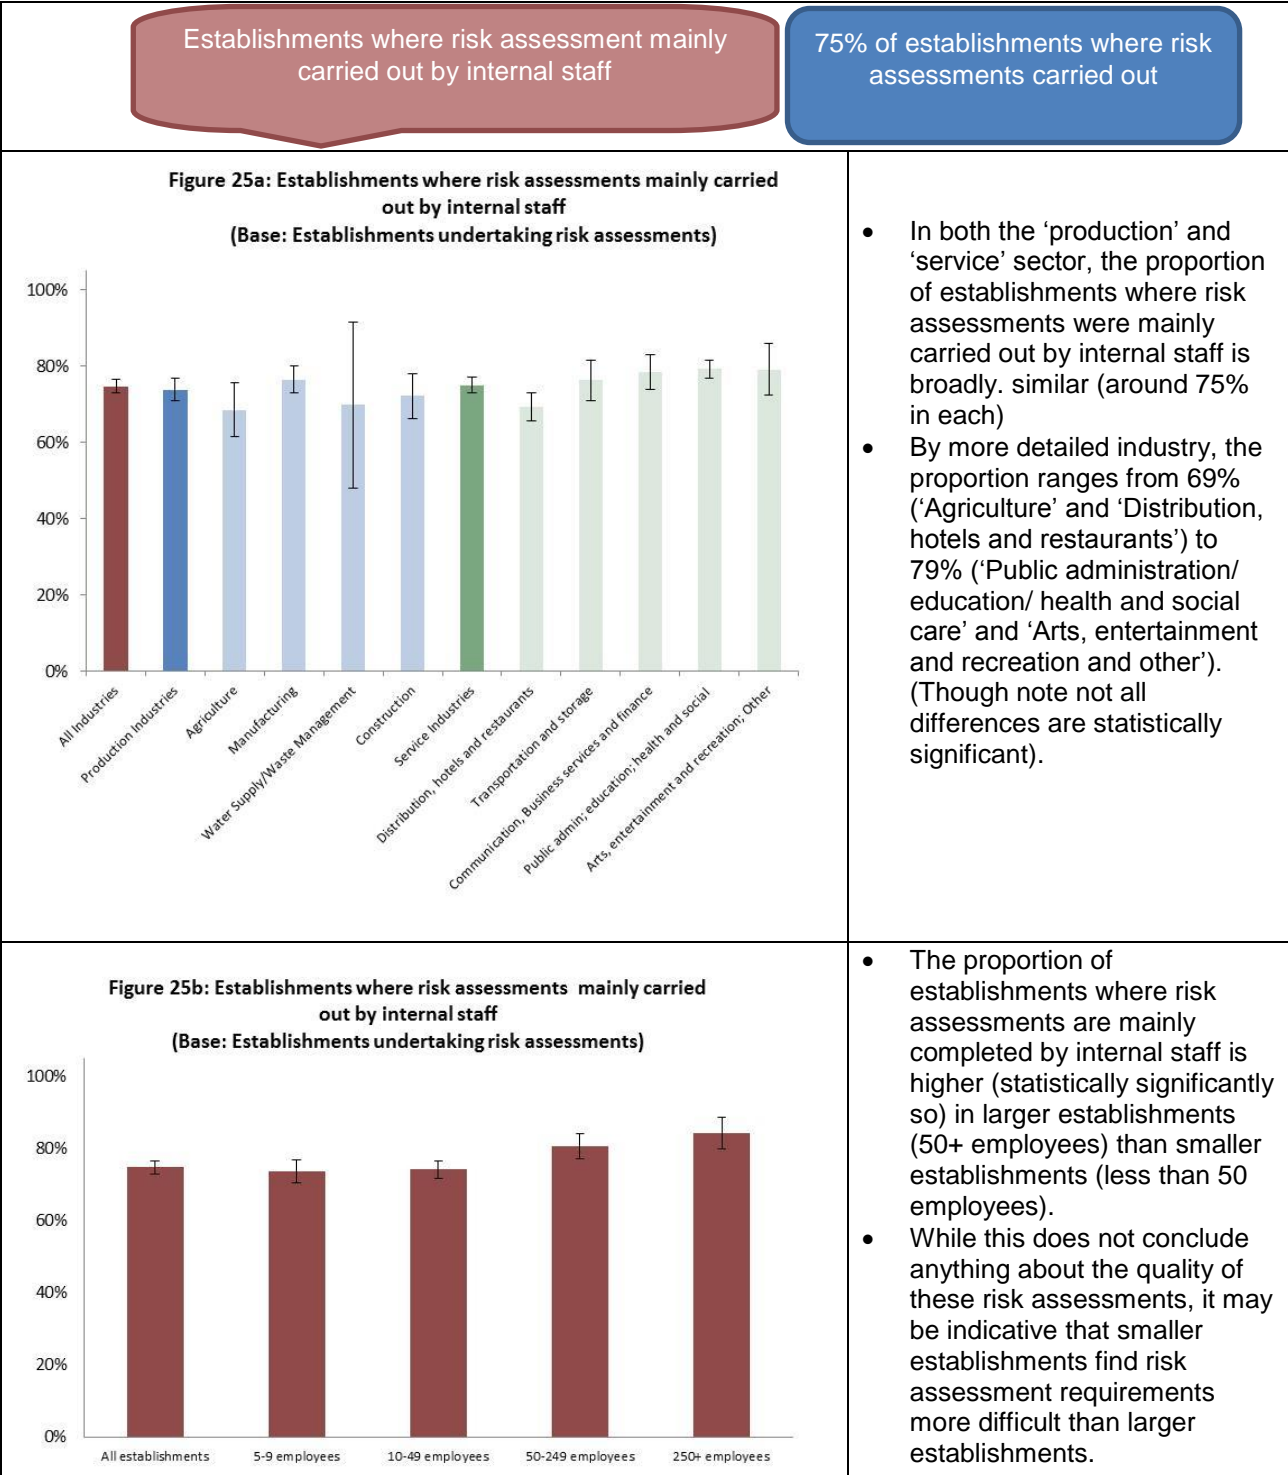 Establishments where risk assessment mainly
carried out by internal staff
75% of establishments where risk
assessments carried out
Figure 25a: Establishments where risk assessments mainly carried
out by internal staff
(Base: Establishments undertaking risk assessments)
100%
80%
60%
40%
20%
0%
All Industries
Production Industries
Agriculture
Manufacturing
Water Supply/Waste Management
Construction
Service Industries
Distribution, hotels and restaurants
Transportation and storage
Communication, Business services and finance
Public admin; education; health and social
Arts, entertainment and recreation; Other
• In both the ‘production’ and
‘service’ sector, the proportion
of establishments where risk
assessments were mainly
carried out by internal staff is
broadly. similar (around 75%
in each)
• By more detailed industry, the
proportion ranges from 69%
(‘Agriculture’ and ‘Distribution,
hotels and restaurants’) to
79% (‘Public administration/
education/ health and social
care’ and ‘Arts, entertainment
and recreation and other’).
(Though note not all
differences are statistically
significant).
Figure 25b: Establishments where risk assessments mainly carried
out by internal staff
(Base: Establishments undertaking risk assessments)
100%
80%
60%
40%
20%
0%
All establishments
5-9 employees
10-49 employees
50-249 employees
250+ employees
• The proportion of
establishments where risk
assessments are mainly
completed by internal staff is
higher (statistically significantly
so) in larger establishments
(50+ employees) than smaller
establishments (less than 50
employees).
• While this does not conclude
anything about the quality of
these risk assessments, it may
be indicative that smaller
establishments find risk
assessment requirements
more difficult than larger
establishments.